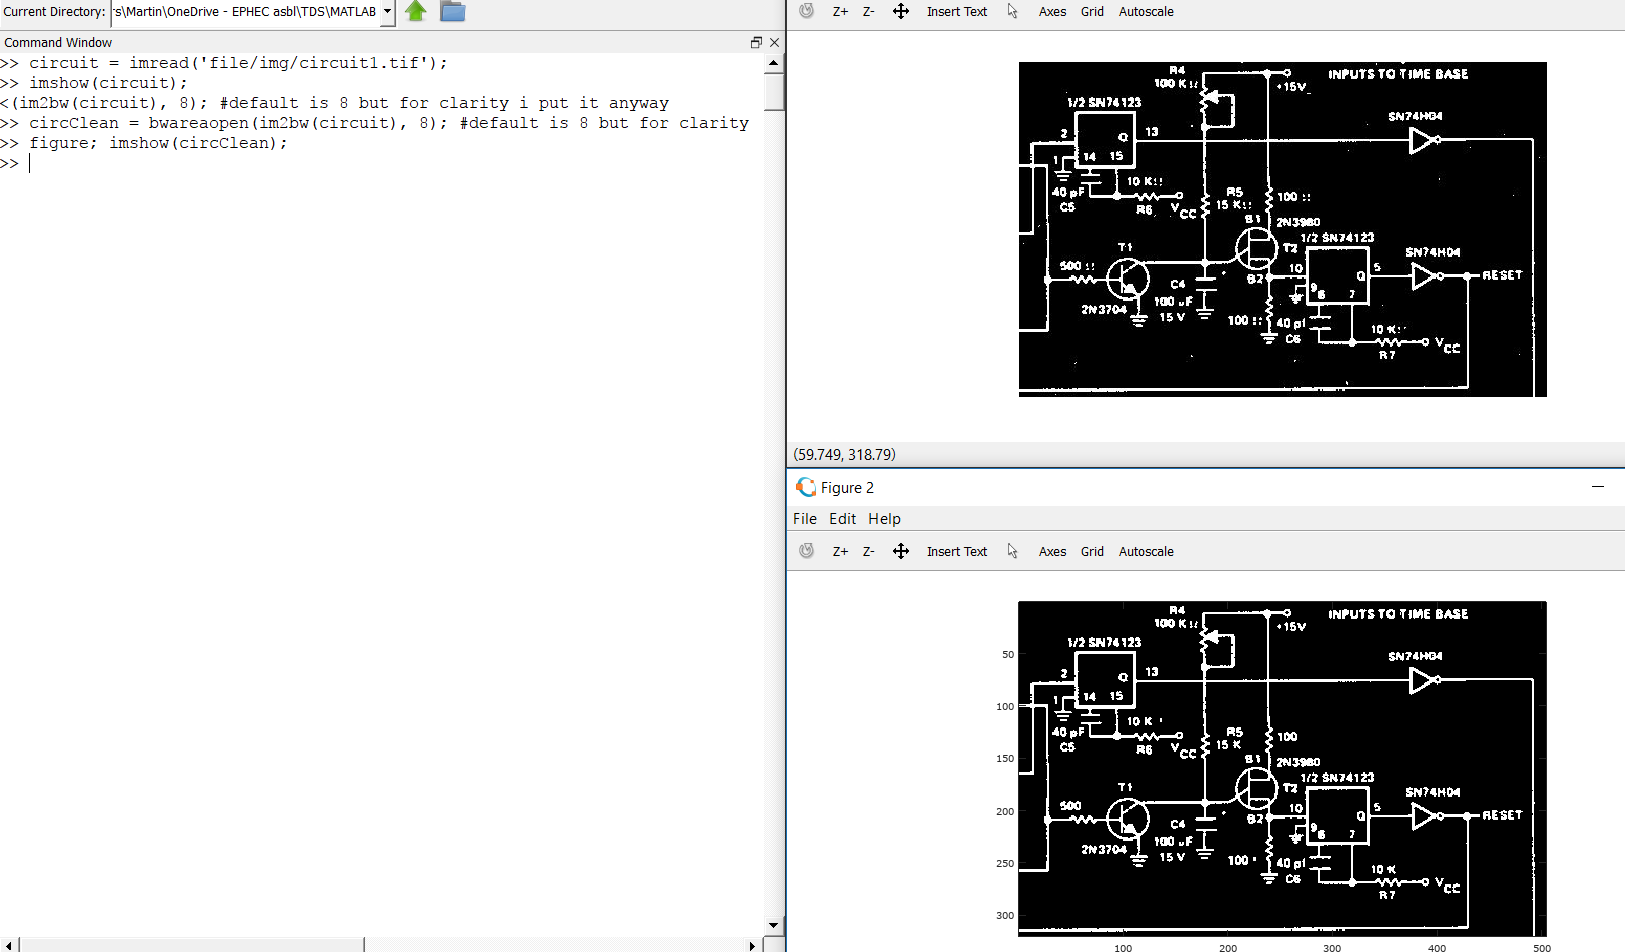 Current Directory: rs\Martin\OneDrive - EPHEC asbl\TDS\MATLAB
Command Window
>> circuit = imread('file/img/circuit1.tif');
>> imshow(circuit);
<(im2bw(circuit), 8); #default is 8 but for clarity i put it anyway
>> circClean = bwareaopen(im2bw(circuit), 8); #default is 8 but for clarity
>> figure; imshow(circClean);
>>
Z+ Z- Insert Text Axes Grid Autoscale
R4
100 KΩ
+15V
INPUTS TO TIME BASE
1/2 SN74123
SN74H04
2 Q 13
1 14 15
40 pF
C5
10 KΩ
R6
VCC
R5
15 KΩ
100 Ω
B1
2N3980
T1
T2
1/2 SN74123
SN74H04
500 Ω
C4
B2
10
Q 5
RESET
9 6 7
2N3704
100 uF
15 V
100 Ω
40 pf
C6
10 K
R7
VCC
(59.749, 318.79)
Figure 2
File Edit Help
Z+ Z- Insert Text Axes Grid Autoscale
R4
100 KΩ
+15V
INPUTS TO TIME BASE
1/2 SN74123
SN74H04
50
2 Q 13
1 14 15
100
40 pF
C5
10 K
R6
VCC
R5
15 K
100
150
B1
2N3980
T1
T2
1/2 SN74123
SN74H04
200
500
C4
B2
10
Q 5
RESET
9 6 7
2N3704
100 uF
15 V
100
40 pf
C6
10 K
R7
VCC
250
300
100 200 300 400 500